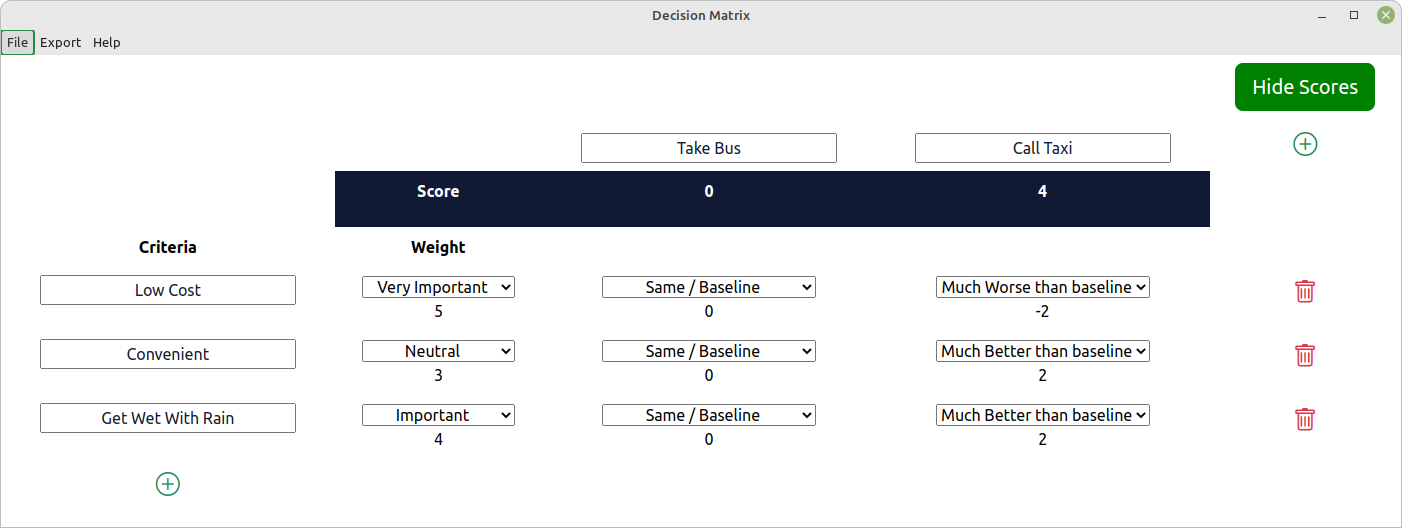 Decision Matrix
File Export Help
Hide Scores
Take Bus Call Taxi
Score 0 4
Criteria Weight
Low Cost Very Important Same / Baseline Much Worse than baseline
5 0 -2
Convenient Neutral Same / Baseline Much Better than baseline
3 0 2
Get Wet With Rain Important Same / Baseline Much Better than baseline
4 0 2